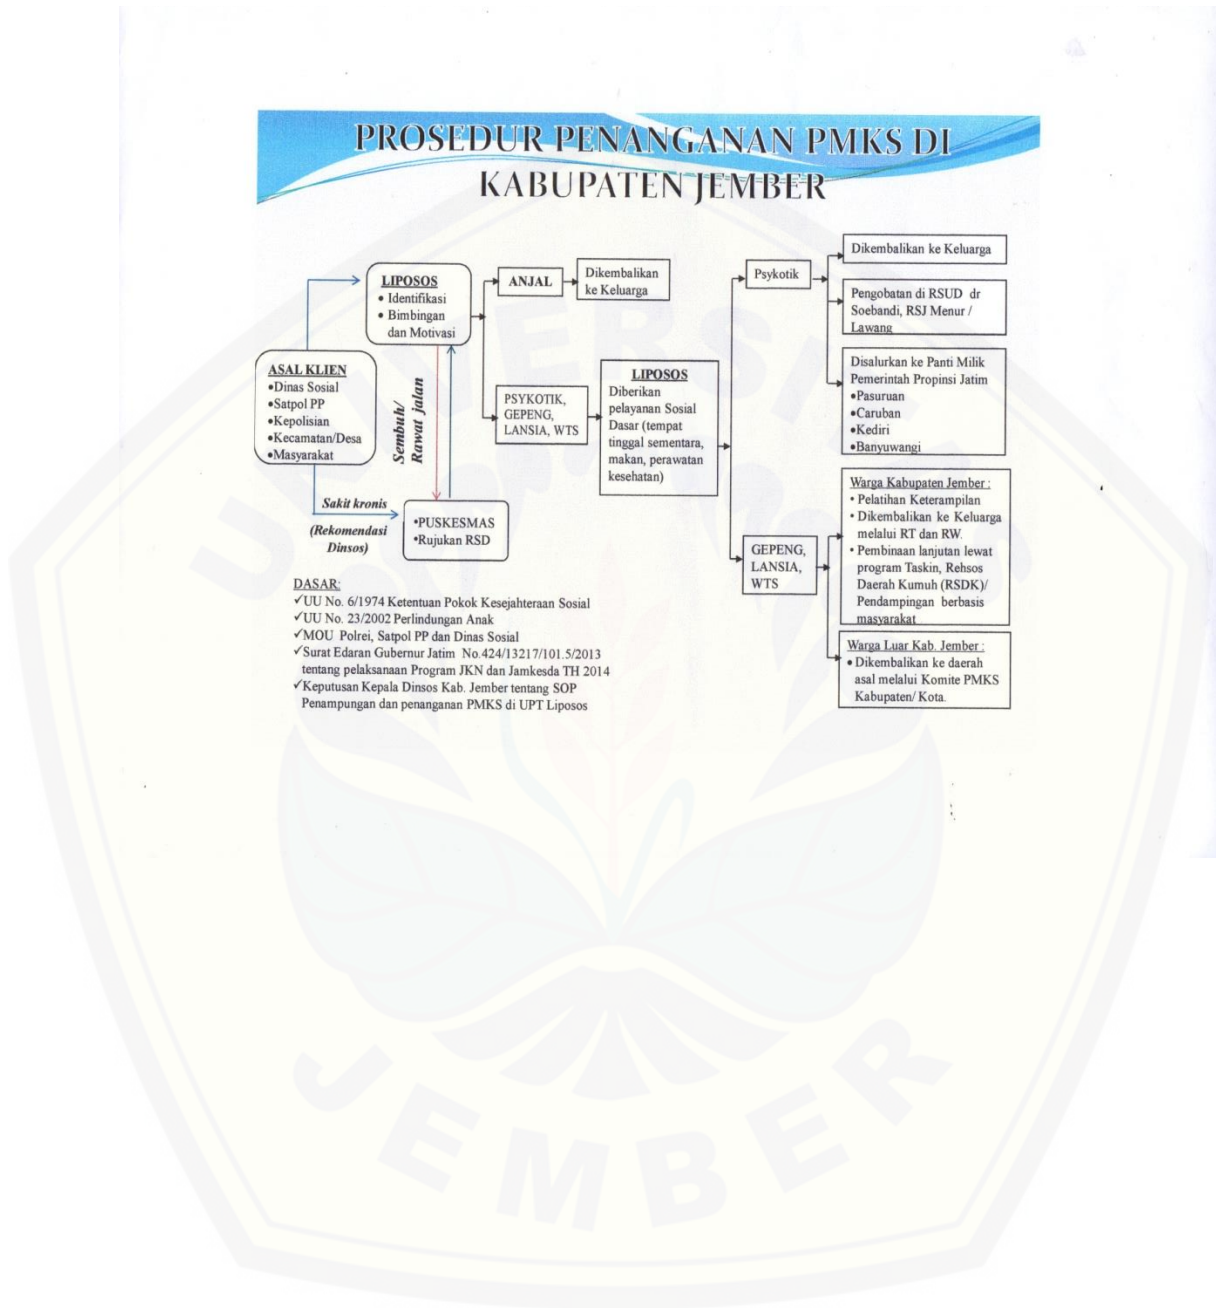 PROSEDUR PENANGANAN PMKS DI
KABUPATEN JEMBER
ASAL KLIEN
•Dinas Sosial
•Satpol PP
•Kepolisian
•Kecamatan/Desa
•Masyarakat
LIPOSOS
• Identifikasi
• Bimbingan
dan Motivasi
Sembuh/
Rawat jalan
Sakit kronis
(Rekomendasi
Dinsos)
•PUSKESMAS
•Rujukan RSD
ANJAL
Dikembalikan
ke Keluarga
PSYKOTIK,
GEPENG,
LANSIA, WTS
LIPOSOS
Diberikan
pelayanan Sosial
Dasar (tempat
tinggal sementara,
makan, perawatan
kesehatan)
Psykotik
Dikembalikan ke Keluarga
Pengobatan di RSUD dr
Soebandi, RSJ Menur /
Lawang
Disalurkan ke Panti Milik
Pemerintah Propinsi Jatim
•Pasuruan
•Caruban
•Kediri
•Banyuwangi
GEPENG,
LANSIA,
WTS
Warga Kabupaten Jember :
• Pelatihan Keterampilan
• Dikembalikan ke Keluarga
melalui RT dan RW.
• Pembinaan lanjutan lewat
program Taskin, Rehsos
Daerah Kumuh (RSDK)/
Pendampingan berbasis
masyarakat
Warga Luar Kab. Jember :
• Dikembalikan ke daerah
asal melalui Komite PMKS
Kabupaten/ Kota.
DASAR:
✓UU No. 6/1974 Ketentuan Pokok Kesejahteraan Sosial
✓UU No. 23/2002 Perlindungan Anak
✓MOU Polrei, Satpol PP dan Dinas Sosial
✓Surat Edaran Gubernur Jatim No.424/13217/101.5/2013
tentang pelaksanaan Program JKN dan Jamkesda TH 2014
✓Keputusan Kepala Dinsos Kab. Jember tentang SOP
Penampungan dan penanganan PMKS di UPT Liposos
UNIVERSITAS
JEMBER